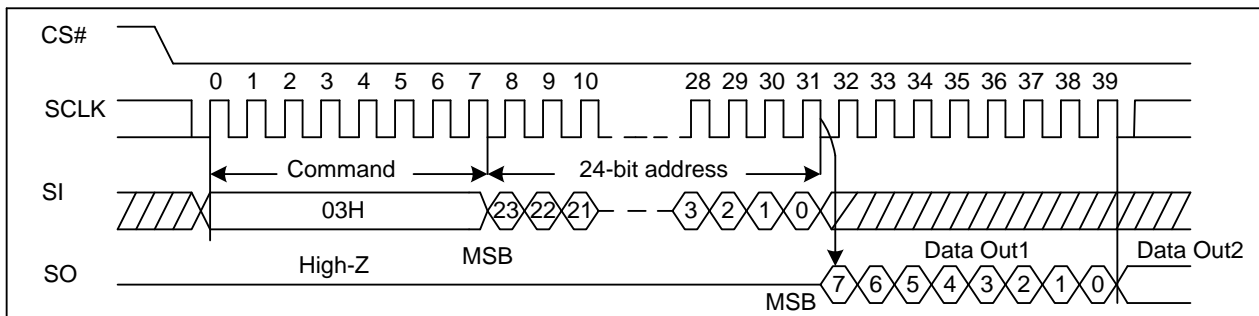 CS#
0 1 2 3 4 5 6 7 8 9 10 28 29 30 31 32 33 34 35 36 37 38 39
SCLK
Command 24-bit address
SI
03H 23 22 21 3 2 1 0
High-Z MSB Data Out1 Data Out2
SO
MSB 7 6 5 4 3 2 1 0